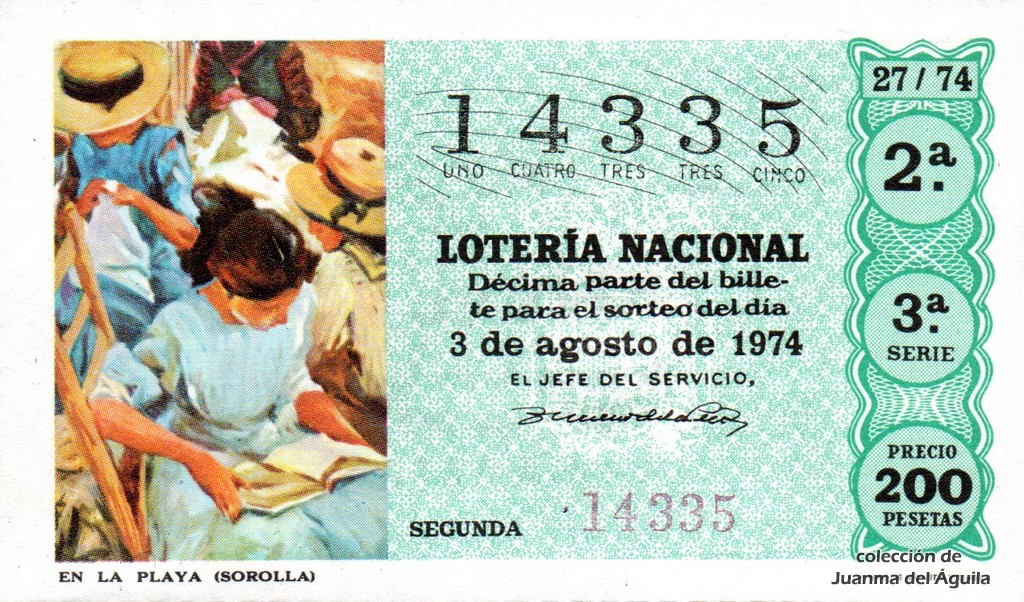 27 / 74
14335
UNO CUATRO TRES TRES CINCO
2.ª
LOTERÍA NACIONAL
Décima parte del bille-
te para el sorteo del día
3 de agosto de 1974
EL JEFE DEL SERVICIO,
3.ª
SERIE
PRECIO
200
PESETAS
SEGUNDA
14335
EN LA PLAYA (SOROLLA)
colección de
Juanma del Águila